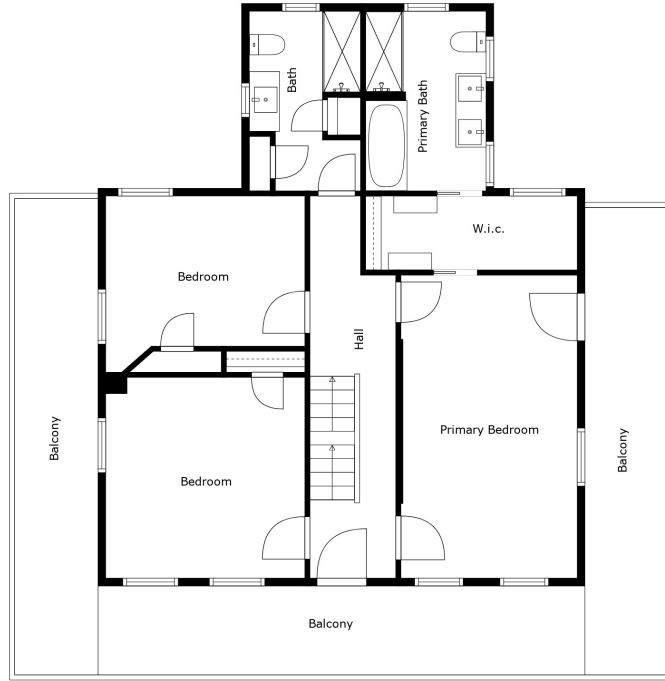 Bath
Primary Bath
W.i.c.
Bedroom
Hall
Balcony
Primary Bedroom
Balcony
Bedroom
Balcony